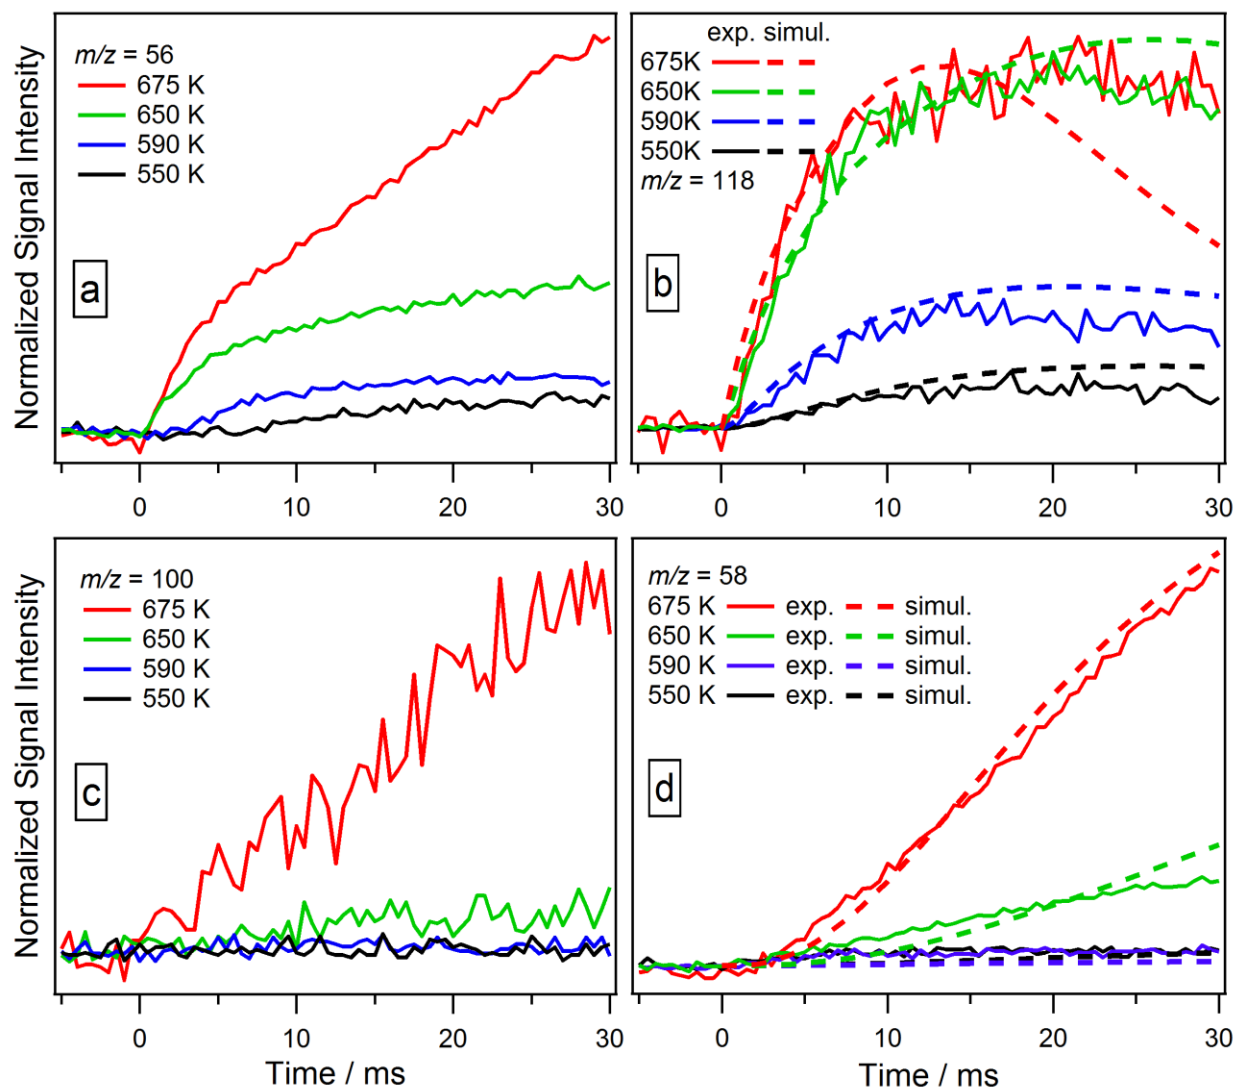 Normalized Signal Intensity
m/z = 56
675 K
650 K
590 K
550 K
a
0 10 20 30
exp. simul.
675K
650K
590K
550K
m/z = 118
b
0 10 20 30
Normalized Signal Intensity
m/z = 100
675 K
650 K
590 K
550 K
c
0 10 20 30
Time / ms
m/z = 58
675 K exp. simul.
650 K exp. simul.
590 K exp. simul.
550 K exp. simul.
d
0 10 20 30
Time / ms